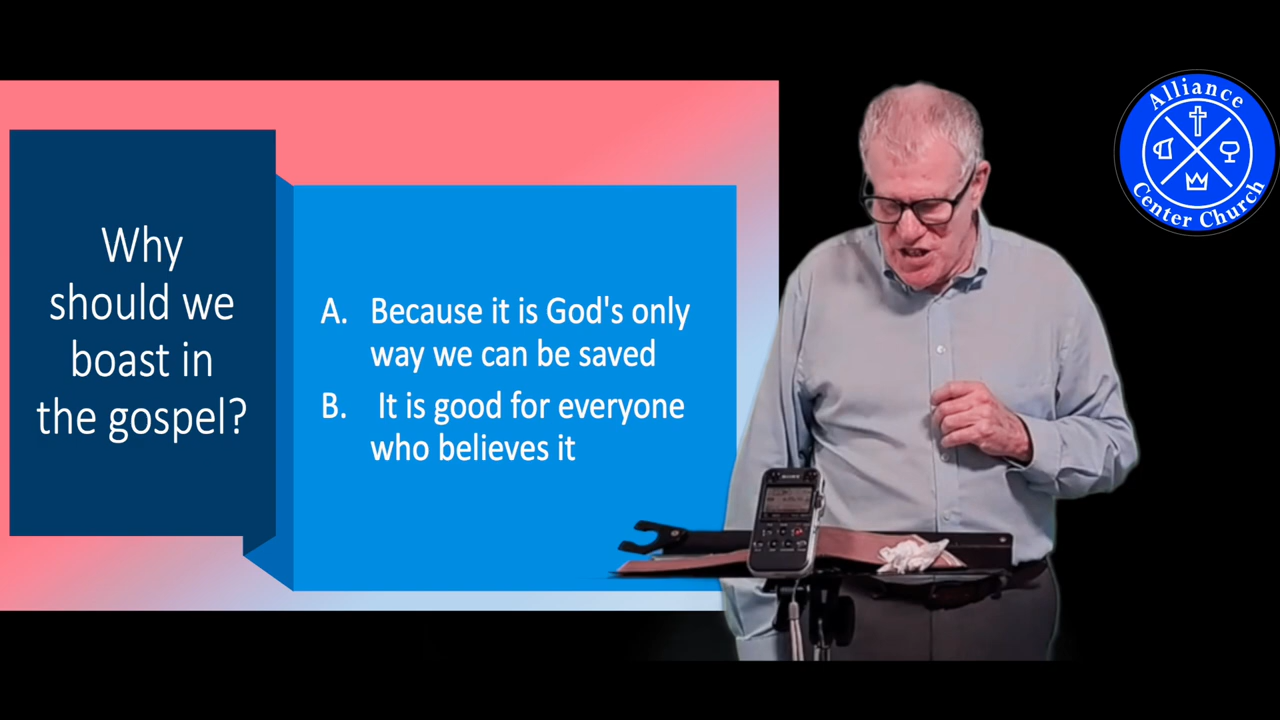 Why
should we
boast in
the gospel?
A. Because it is God's only
way we can be saved
B. It is good for everyone
who believes it
Alliance
Center Church
SONY